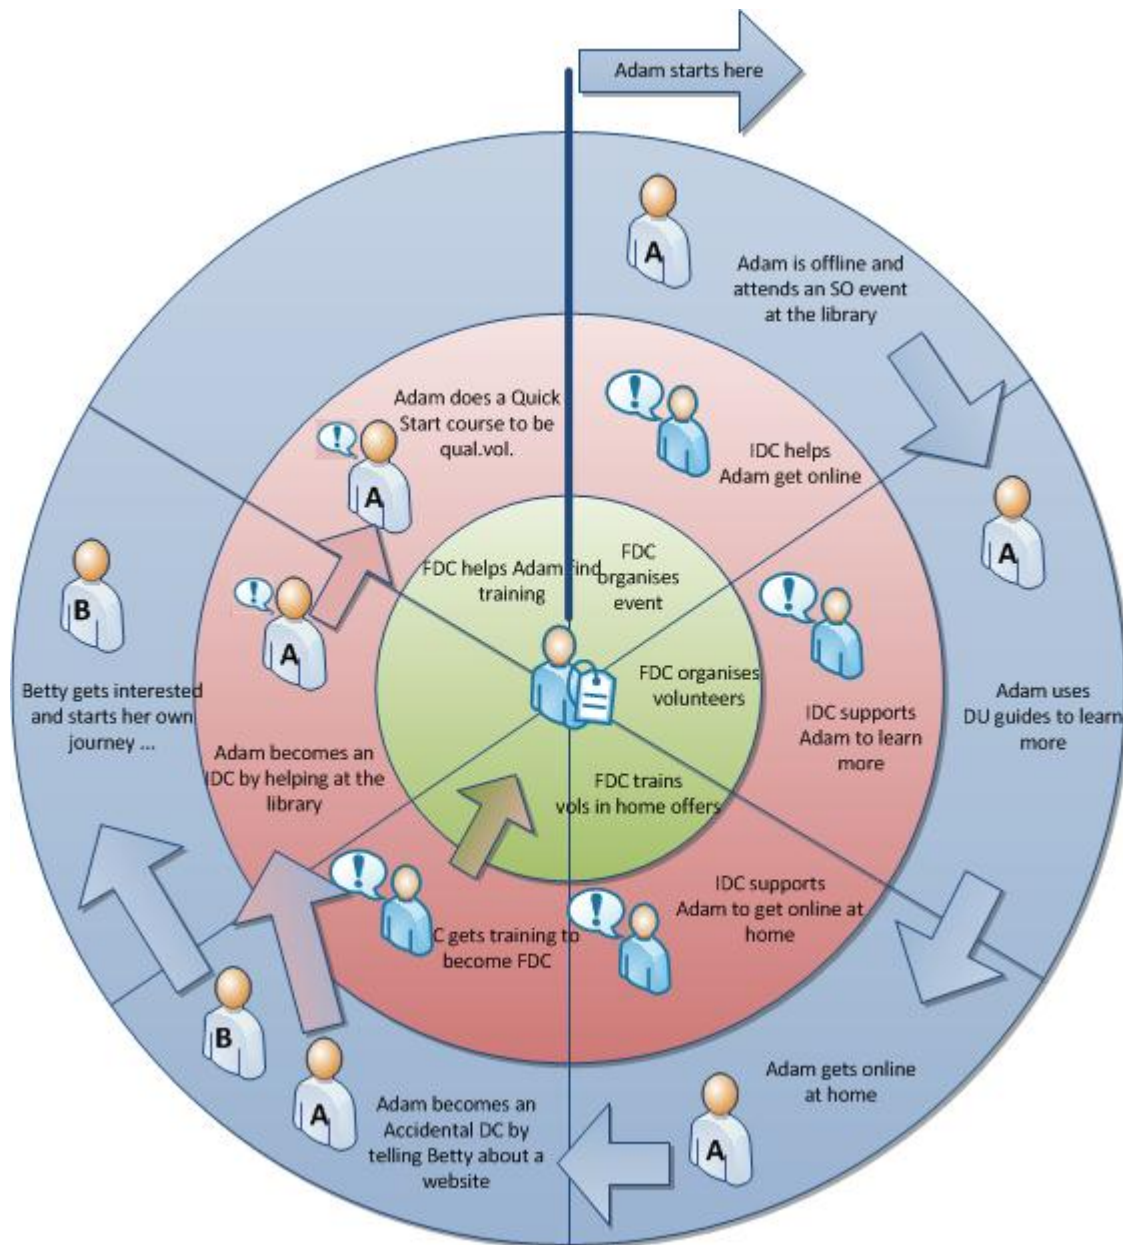 Adam starts here
Adam is offline and
attends an SO event
at the library
A
A
Adam uses
DU guides to learn
more
Adam gets online
at home
A
Adam becomes an
Accidental DC by
telling Betty about a
website
A
B
Betty gets interested
and starts her own
journey ...
B
!
IDC helps
Adam get online
!
IDC supports
Adam to learn
more
IDC supports
Adam to get online at
home
!
!
C gets training to
become FDC
Adam becomes an
IDC by helping at the
library
!
A
Adam does a Quick
Start course to be
qual.vol.
!
A
FDC helps Adam find
training
FDC
organises
event
FDC organises
volunteers
FDC trains
vols in home offers